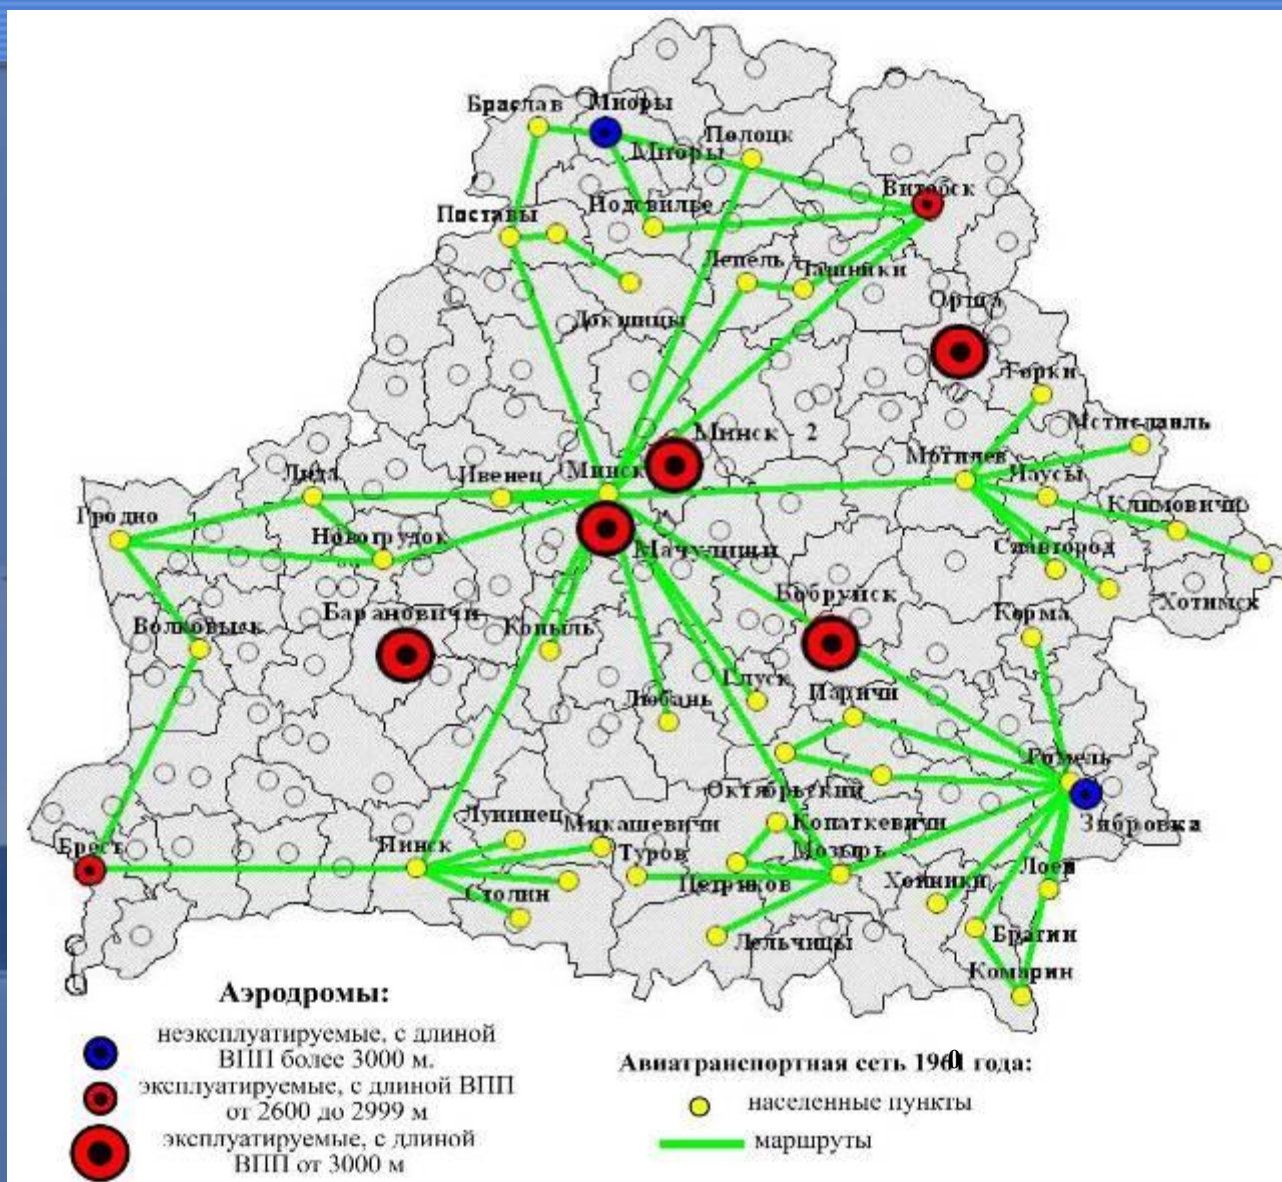 Браслав
Миоры
Миоры
Полоцк
Витебск
Поставы
Подсвилье
Лепель
Чашники
Орша
Докшицы
Горки
Минск - 2
Мстиславль
Лида
Ивенец
Минск
Могилев
Чаусы
Гродно
Новогрудок
Климовичи
Мачулищи
Славгород
Барановичи
Бобруйск
Хотимск
Волковыск
Копыль
Корма
Глуск
Любань
Паричи
Гомель
Октябрьский
Лунинец
Микашевичи
Копаткевичи
Зябровка
Брест
Пинск
Туров
Мозырь
Лоев
Столин
Петриков
Хойники
Лельчицы
Брагин
Комарин
Аэродромы:
неэксплуатируемые, с длиной
ВПП более 3000 м.
эксплуатируемые, с длиной ВПП
от 2600 до 2999 м
эксплуатируемые, с длиной
ВПП от 3000 м
Авиатранспортная сеть 1960 года:
населенные пункты
маршруты